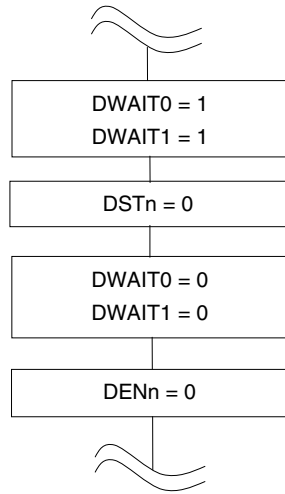 DWAIT0 = 1
DWAIT1 = 1
DSTn = 0
DWAIT0 = 0
DWAIT1 = 0
DENn = 0